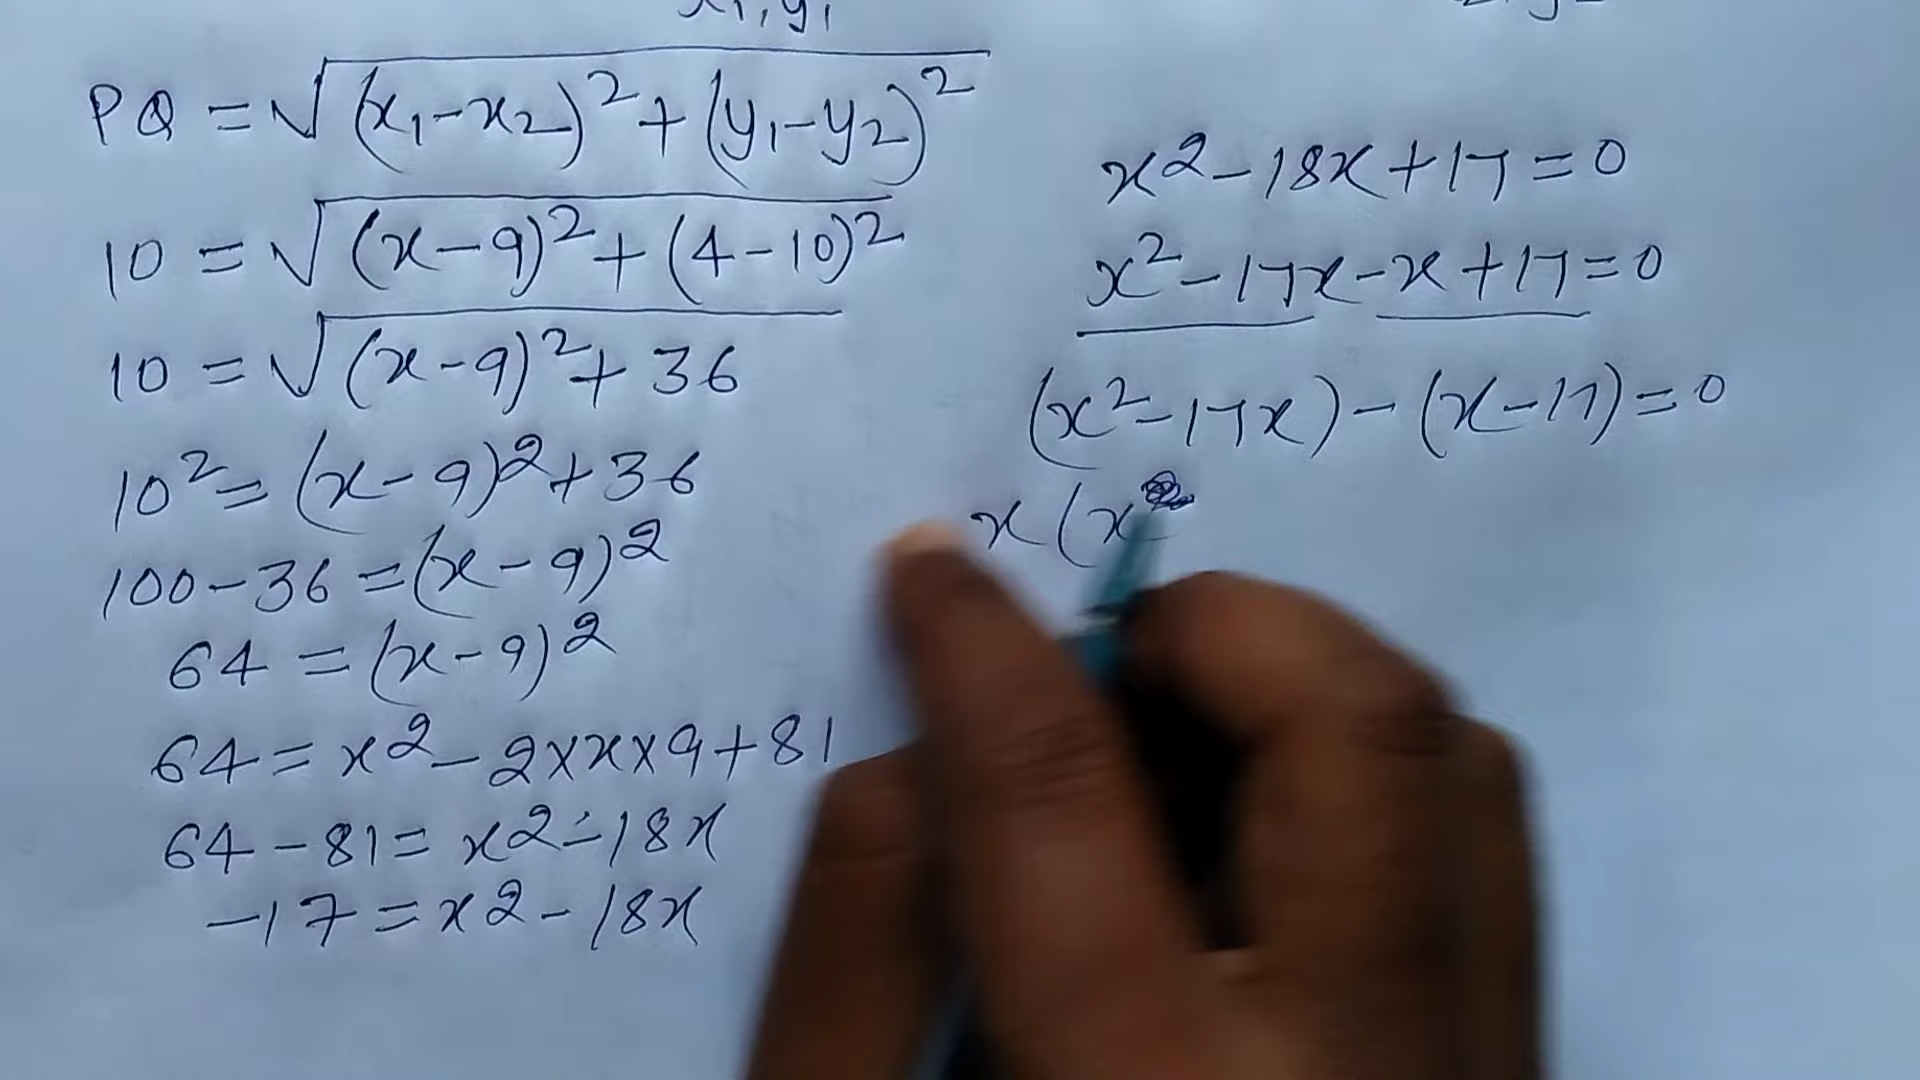 x₁, y₁
PQ = √(x₁-x₂)² + (y₁-y₂)²
10 = √(x-9)² + (4-10)²
10 = √(x-9)² + 36
10² = (x-9)² + 36
100-36 = (x-9)²
64 = (x-9)²
64 = x² - 2×x×9+81
64 - 81 = x² - 18x
-17 = x² - 18x
x² - 18x + 17 = 0
x² - 17x - x + 17 = 0
(x² - 17x) - (x - 17) = 0
x (x